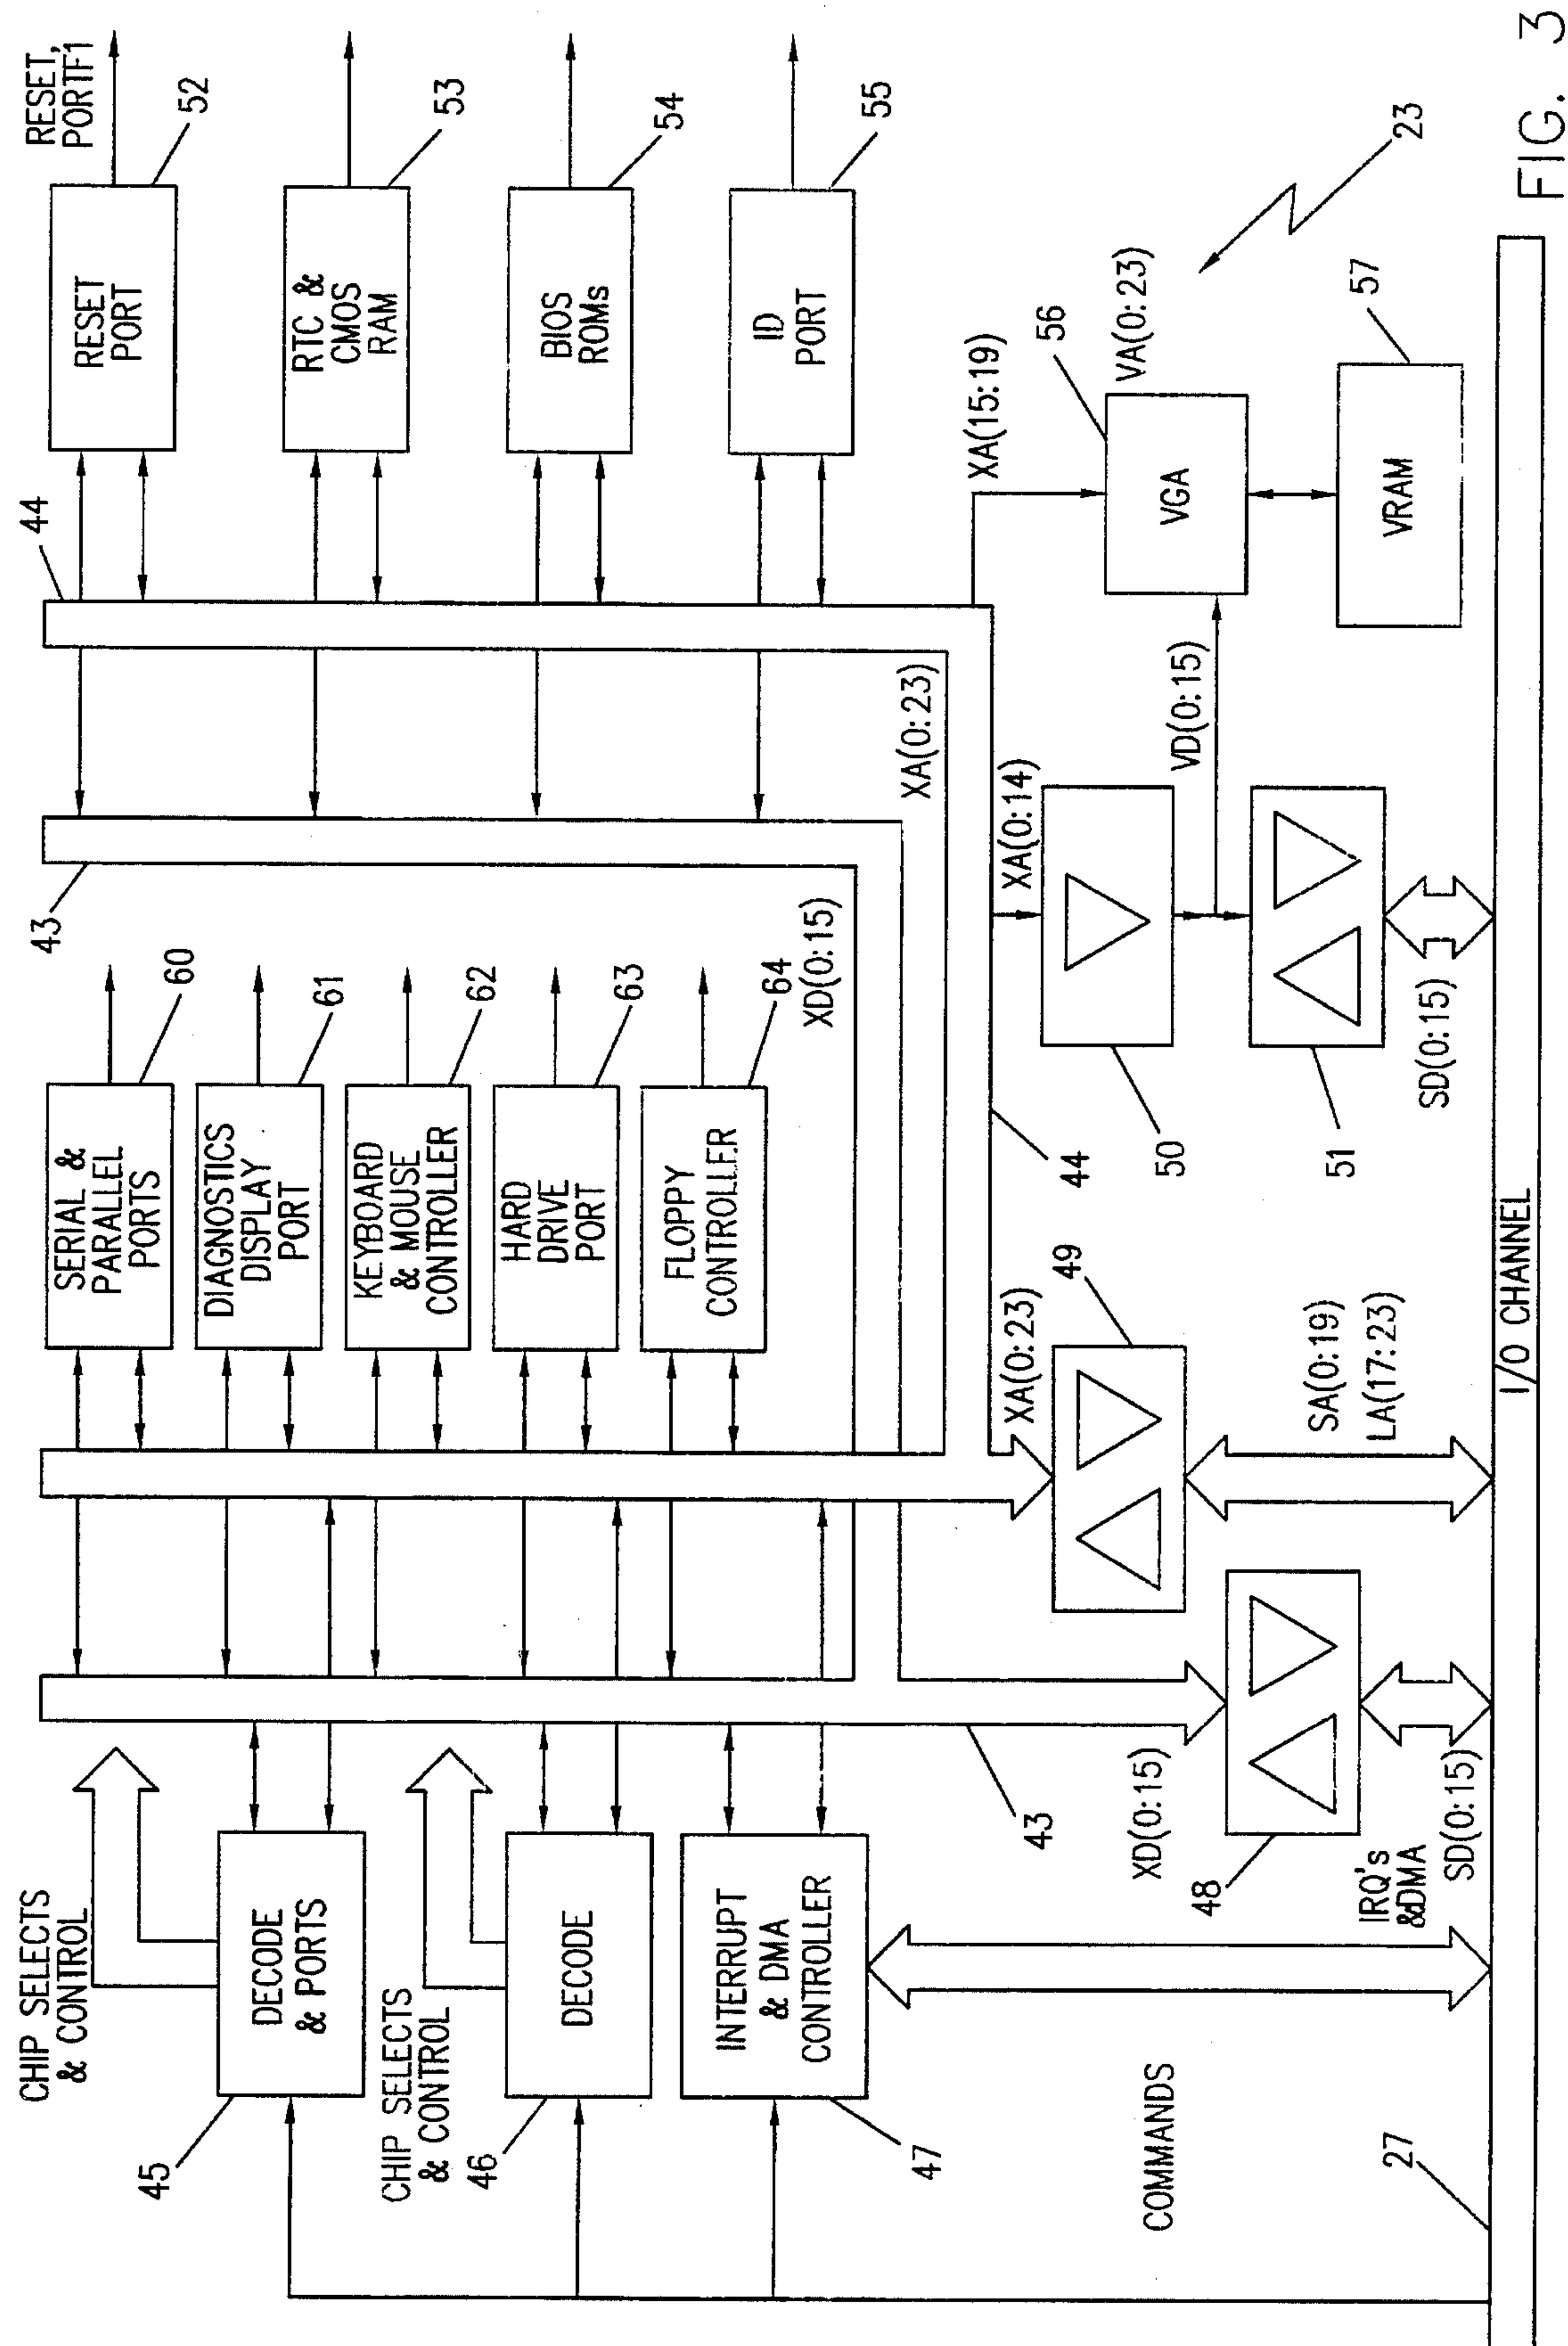 CHIP SELECTS
& CONTROL
45
DECODE
& PORTS
CHIP SELECTS
& CONTROL
46
DECODE
47
INTERRUPT
& DMA
CONTROLLER
43
SERIAL &
PARALLEL
PORTS
60
DIAGNOSTICS
DISPLAY
PORT
61
KEYBOARD
& MOUSE
CONTROLLER
62
HARD
DRIVE
PORT
63
FLOPPY
CONTROLLER
64
XD(0:15)
43
44
RESET,
PORTF1
RESET
PORT
52
RTC &
CMOS
RAM
53
BIOS
ROMs
54
ID
PORT
55
XA(0:23)
44
XA(0:23)
49
XA(0:14)
50
51
XA(15:19)
56
VGA
VA(0:23)
VD(0:15)
VRAM
57
23
COMMANDS
XD(0:15)
48
IRQ's
&DMA
SD(0:15)
SA(0:19)
LA(17:23)
SD(0:15)
27
I/O CHANNEL
FIG. 3